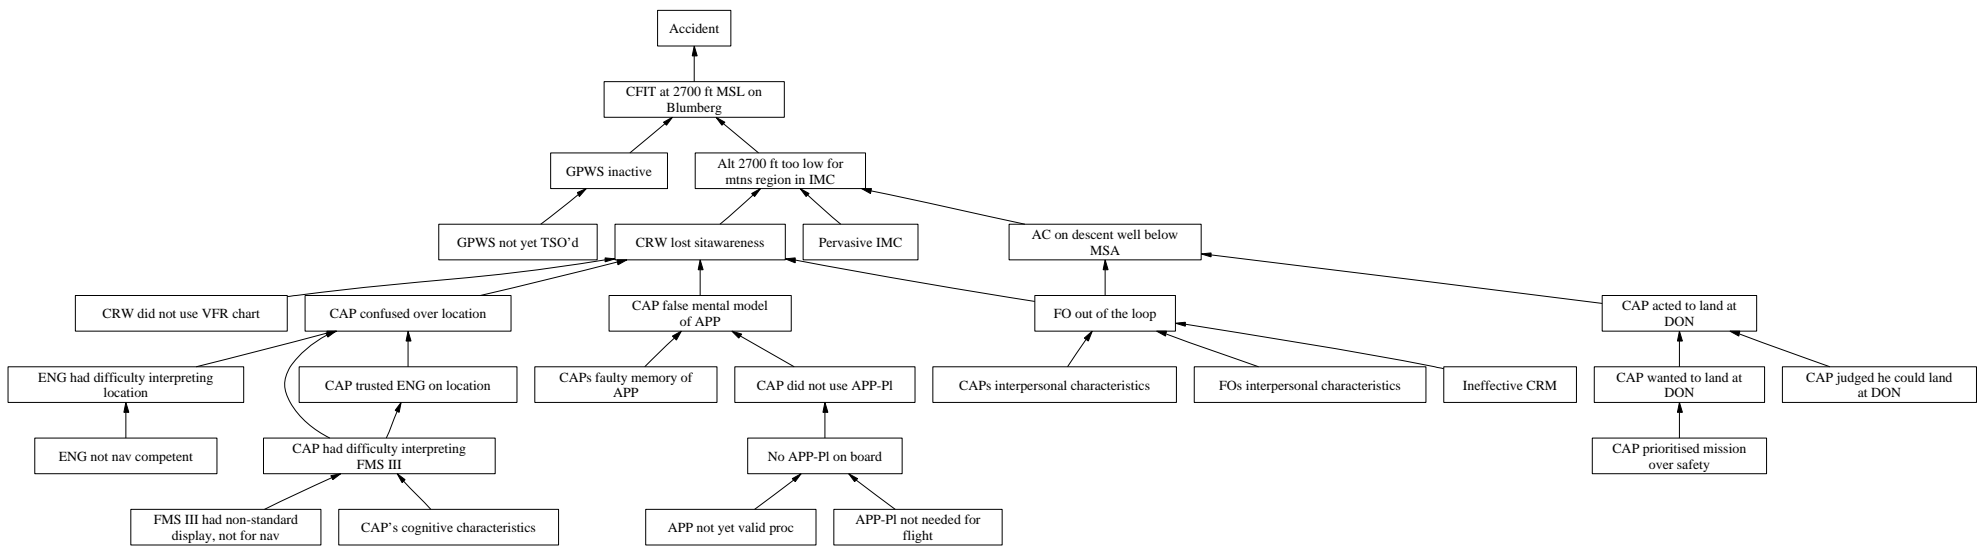 Accident
CFIT at 2700 ft MSL on
Blumberg
GPWS inactive
Alt 2700 ft too low for
mtns region in IMC
GPWS not yet TSO'd
CRW lost sitawareness
Pervasive IMC
AC on descent well below
MSA
CRW did not use VFR chart
CAP confused over location
CAP false mental model
of APP
FO out of the loop
CAP acted to land at
DON
ENG had difficulty interpreting
location
CAP trusted ENG on location
CAPs faulty memory of
APP
CAP did not use APP-Pl
CAPs interpersonal characteristics
FOs interpersonal characteristics
Ineffective CRM
CAP wanted to land at
DON
CAP judged he could land
at DON
ENG not nav competent
CAP had difficulty interpreting
FMS III
No APP-Pl on board
CAP prioritised mission
over safety
FMS III had non-standard
display, not for nav
CAP's cognitive characteristics
APP not yet valid proc
APP-Pl not needed for
flight